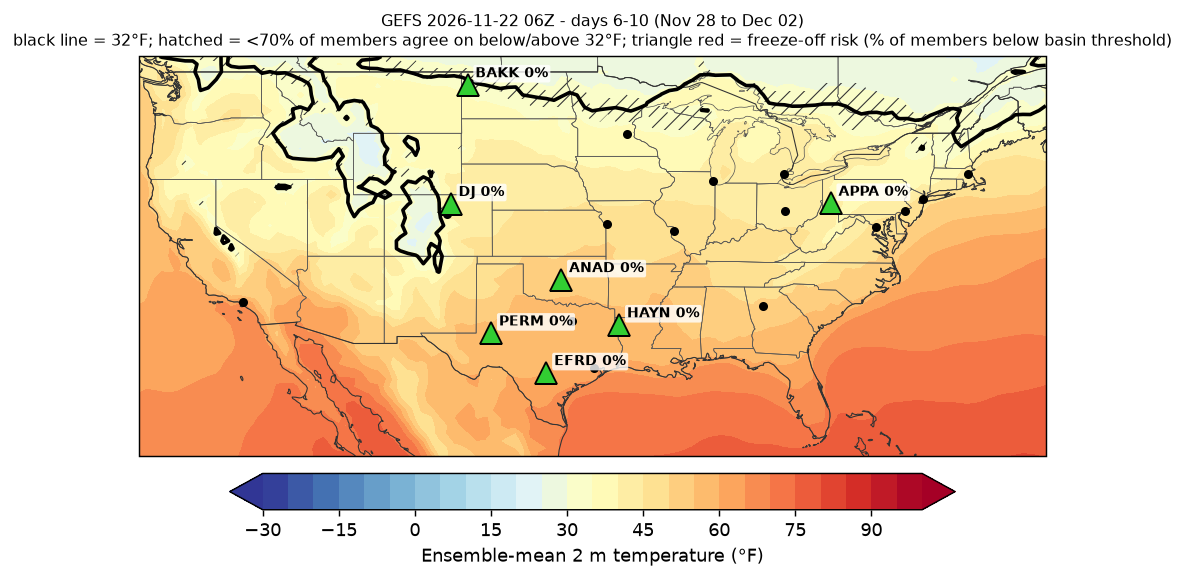 GEFS 2026-11-22 06Z - days 6-10 (Nov 28 to Dec 02)
black line = 32°F; hatched = <70% of members agree on below/above 32°F; triangle red = freeze-off risk (% of members below basin threshold)
BAKK 0%
DJ 0%
APPA 0%
ANAD 0%
HAYN 0%
PERM 0%
EFRD 0%
−30 −15 0 15 30 45 60 75 90
Ensemble-mean 2 m temperature (°F)